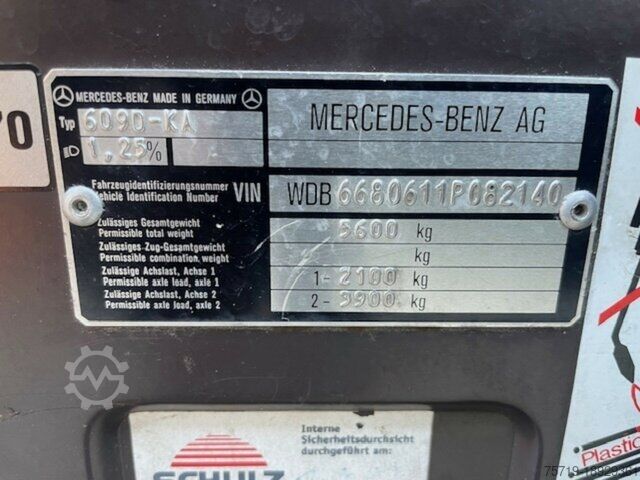 70
MERCEDES-BENZ MADE IN GERMANY
MERCEDES-BENZ AG
Typ 609D-KA
1,25%
Fahrzeugidentifizierungsnummer
Vehicle Identification Number
VIN WDB 6680611P082140
Zulässiges Gesamtgewicht
Permissible total weight
5600 kg
Zulässiges Zug-Gesamtgewicht
Permissible combination, weight
kg
Zulässige Achslast, Achse 1
Permissible axle load, axle 1
1- 2100 kg
Zulässige Achslast, Achse 2
Permissible axle load, axle 2
2- 3900 kg
Interne
Sicherheitsdurchsicht
durchgeführt am:
SCHULZ
Plastic